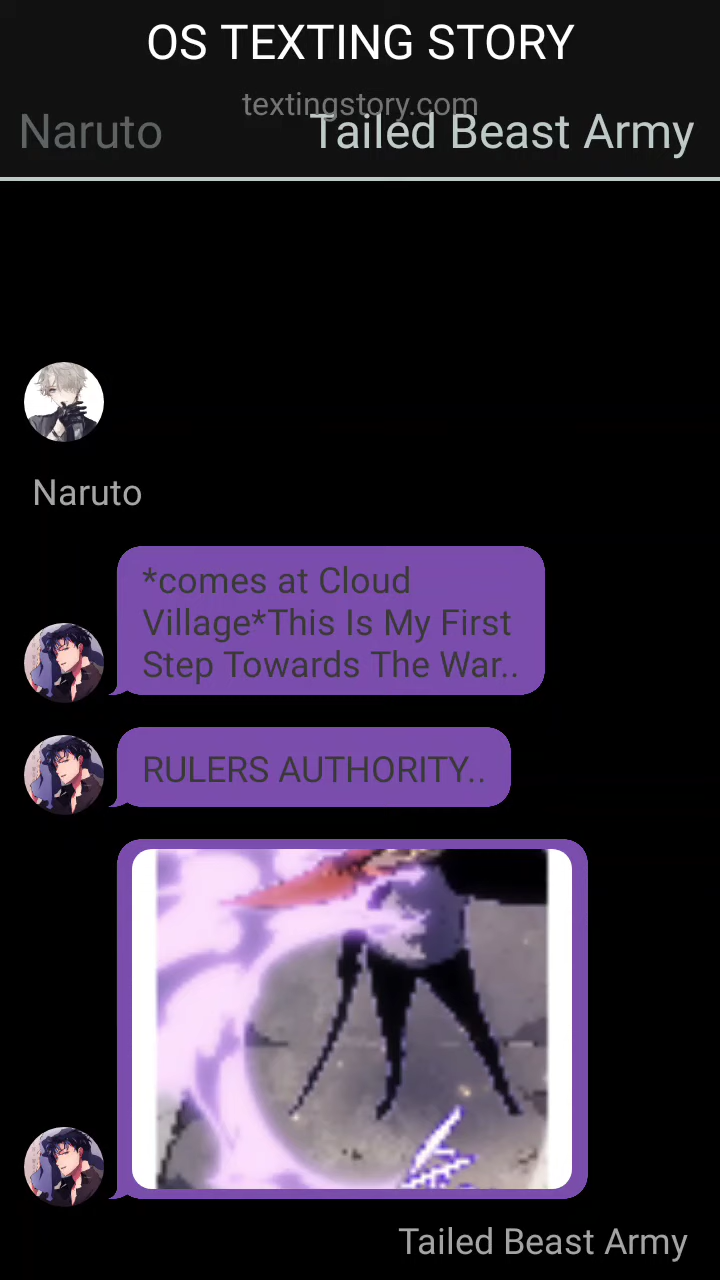 OS TEXTING STORY
textingstory.com
Naruto
Tailed Beast Army
Naruto
*comes at Cloud
Village*This Is My First
Step Towards The War..
RULERS AUTHORITY..
Tailed Beast Army